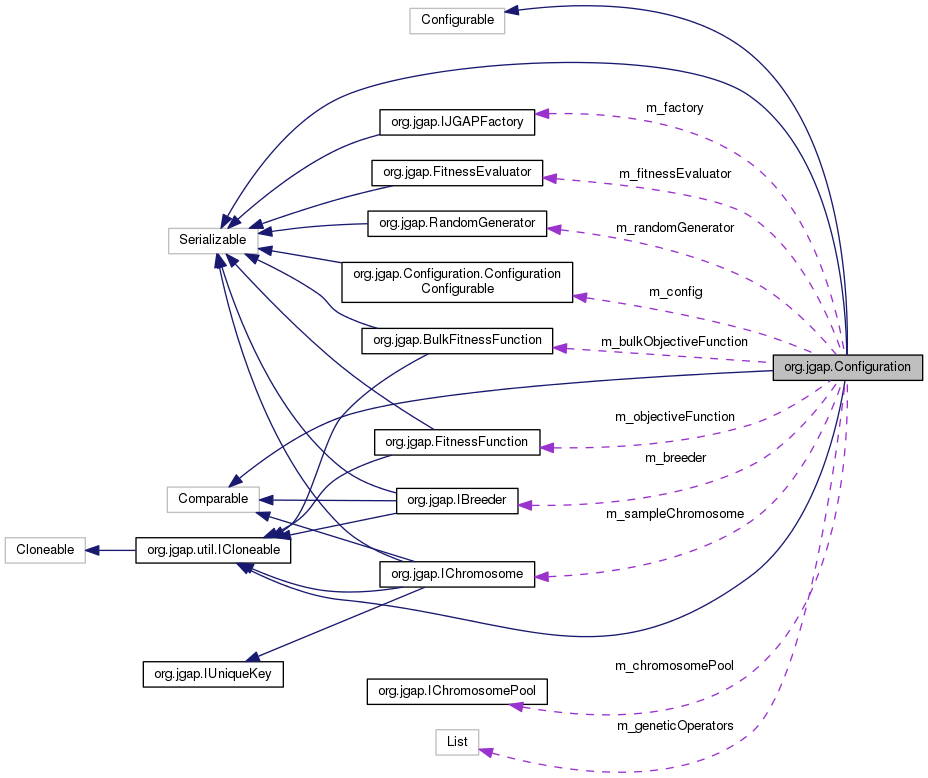 Configurable
m_factory
org.jgap.IJGAPFactory
m_fitnessEvaluator
org.jgap.FitnessEvaluator
m_randomGenerator
org.jgap.RandomGenerator
Serializable
org.jgap.Configuration.Configuration
Configurable
m_config
org.jgap.BulkFitnessFunction
m_bulkObjectiveFunction
org.jgap.Configuration
m_objectiveFunction
org.jgap.FitnessFunction
m_breeder
Comparable
org.jgap.IBreeder
m_sampleChromosome
Cloneable
org.jgap.util.ICloneable
org.jgap.IChromosome
m_chromosomePool
org.jgap.IUniqueKey
org.jgap.IChromosomePool
m_geneticOperators
List